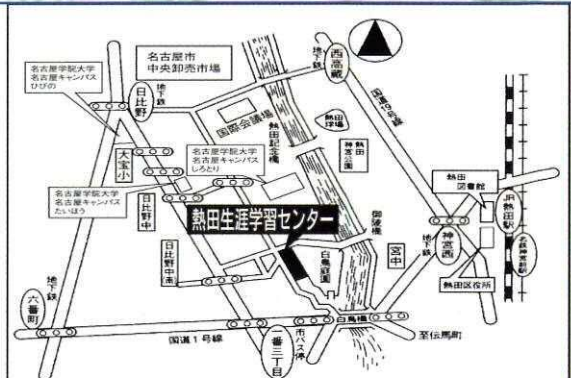 名古屋市
中央卸売市場
地下鉄
西高蔵
名古屋学院大学
名古屋キャンパス
ひびの
日比野
地下鉄
国際会議場
熱田記念橋
熱田
球場
熱田
神宮公園
国道19号線
大宝小
名古屋学院大学
名古屋キャンパス
しろとり
名古屋学院大学
名古屋キャンパス
たいほう
日比野中
熱田
図書館
JR熱田駅
熱田生涯学習センター
御陵橋
地下鉄
神宮西
名鉄神宮前駅
宮中
日比野中南
白鳥庭園
熱田区役所
地下鉄
六番町
国道1号線
番三丁目
市バス停
白鳥橋
至伝馬町